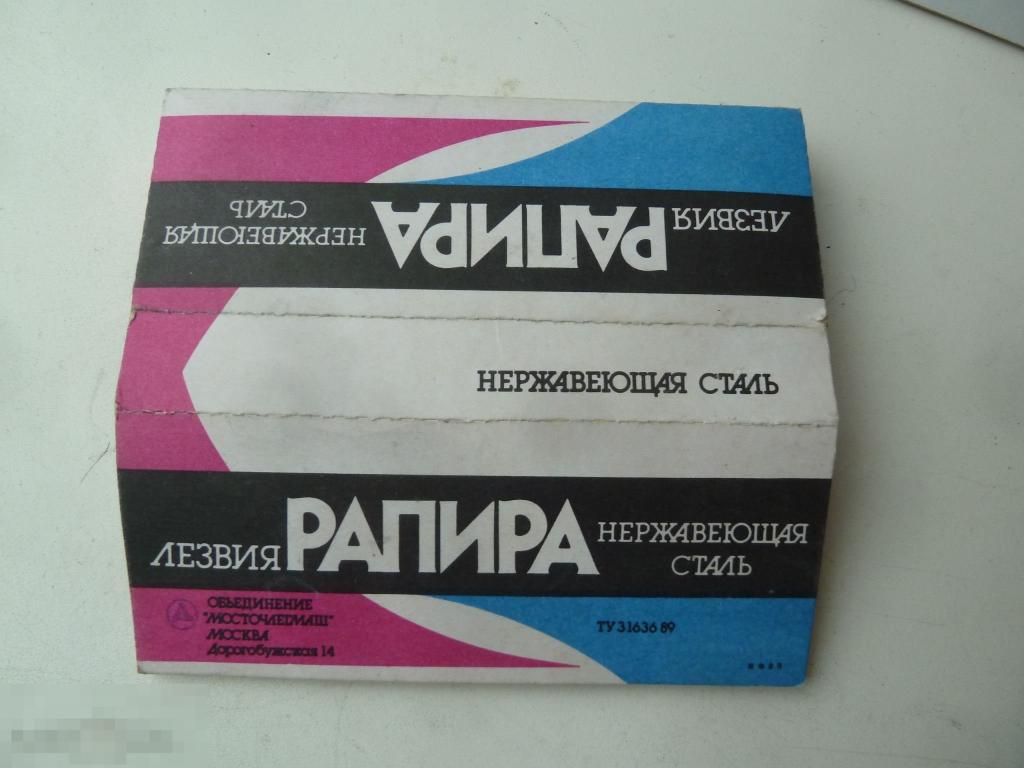 ЛЕЗВИЯ РАПИРА НЕРЖАВЕЮЩАЯ
СТАЛЬ
НЕРЖАВЕЮЩАЯ СТАЛЬ
ЛЕЗВИЯ РАПИРА НЕРЖАВЕЮЩАЯ
СТАЛЬ
ОБЪЕДИНЕНИЕ
"МОСТОЧЛЕГМАШ"
МОСКВА
Дорогобужская 14
ТУ 3 1636 89